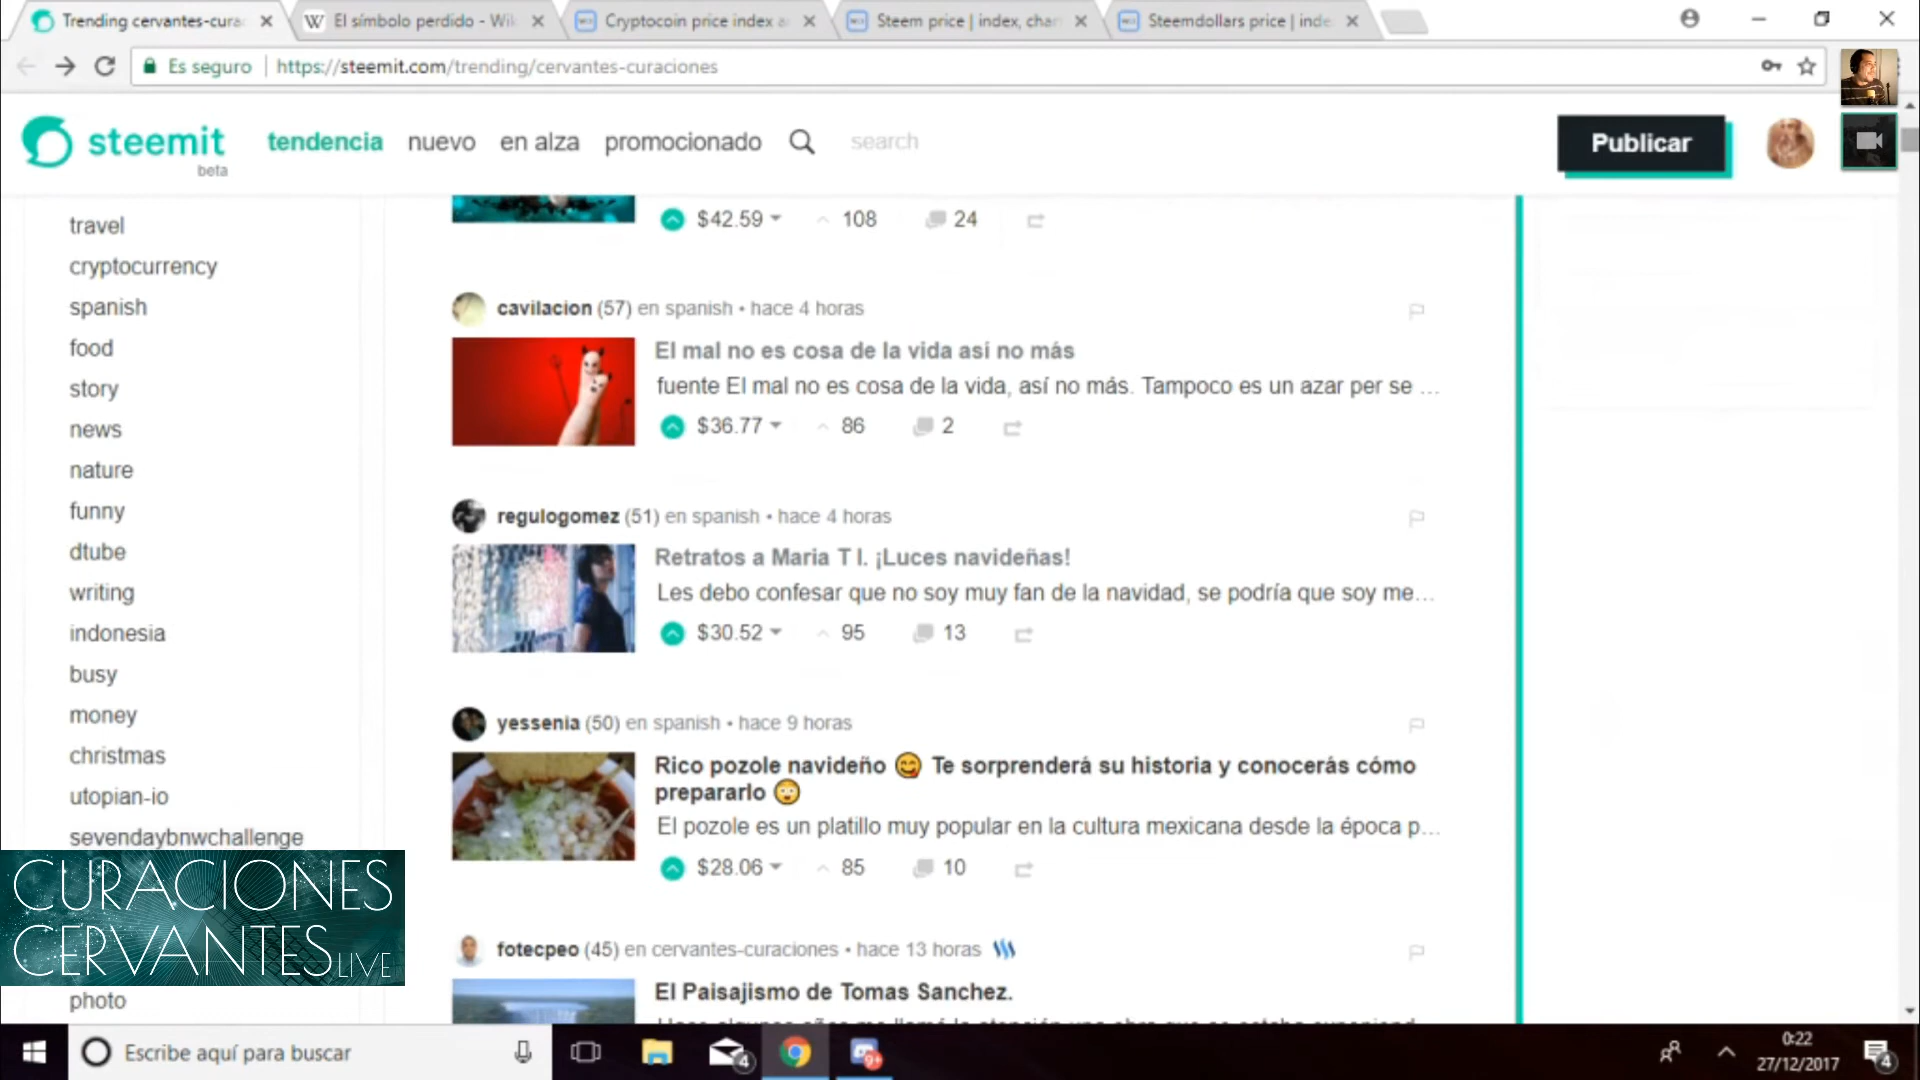 Trending cervantes-cura
El símbolo perdido - Wik
Cryptocoin price index a
Steem price | index, char
Steemdollars price | inde
Es seguro
https://steemit.com/trending/cervantes-curaciones
steemit
beta
tendencia
nuevo
en alza
promocionado
search
Publicar
travel
cryptocurrency
spanish
food
story
news
nature
funny
dtube
writing
indonesia
busy
money
christmas
utopian-io
sevendaybnwchallenge
photo
$42.59 108 24
cavilacion (57) en spanish • hace 4 horas
El mal no es cosa de la vida así no más
fuente El mal no es cosa de la vida, así no más. Tampoco es un azar per se ...
$36.77 86 2
regulogomez (51) en spanish • hace 4 horas
Retratos a Maria T I. ¡Luces navideñas!
Les debo confesar que no soy muy fan de la navidad, se podría que soy me...
$30.52 95 13
yessenia (50) en spanish • hace 9 horas
Rico pozole navideño 😋 Te sorprenderá su historia y conocerás cómo
prepararlo 😳
El pozole es un platillo muy popular en la cultura mexicana desde la época p...
$28.06 85 10
fotecpeo (45) en cervantes-curaciones • hace 13 horas
El Paisajismo de Tomas Sanchez.
CURACIONES
CERVANTES LIVE
Escribe aquí para buscar
4
9+
0:22
27/12/2017
4